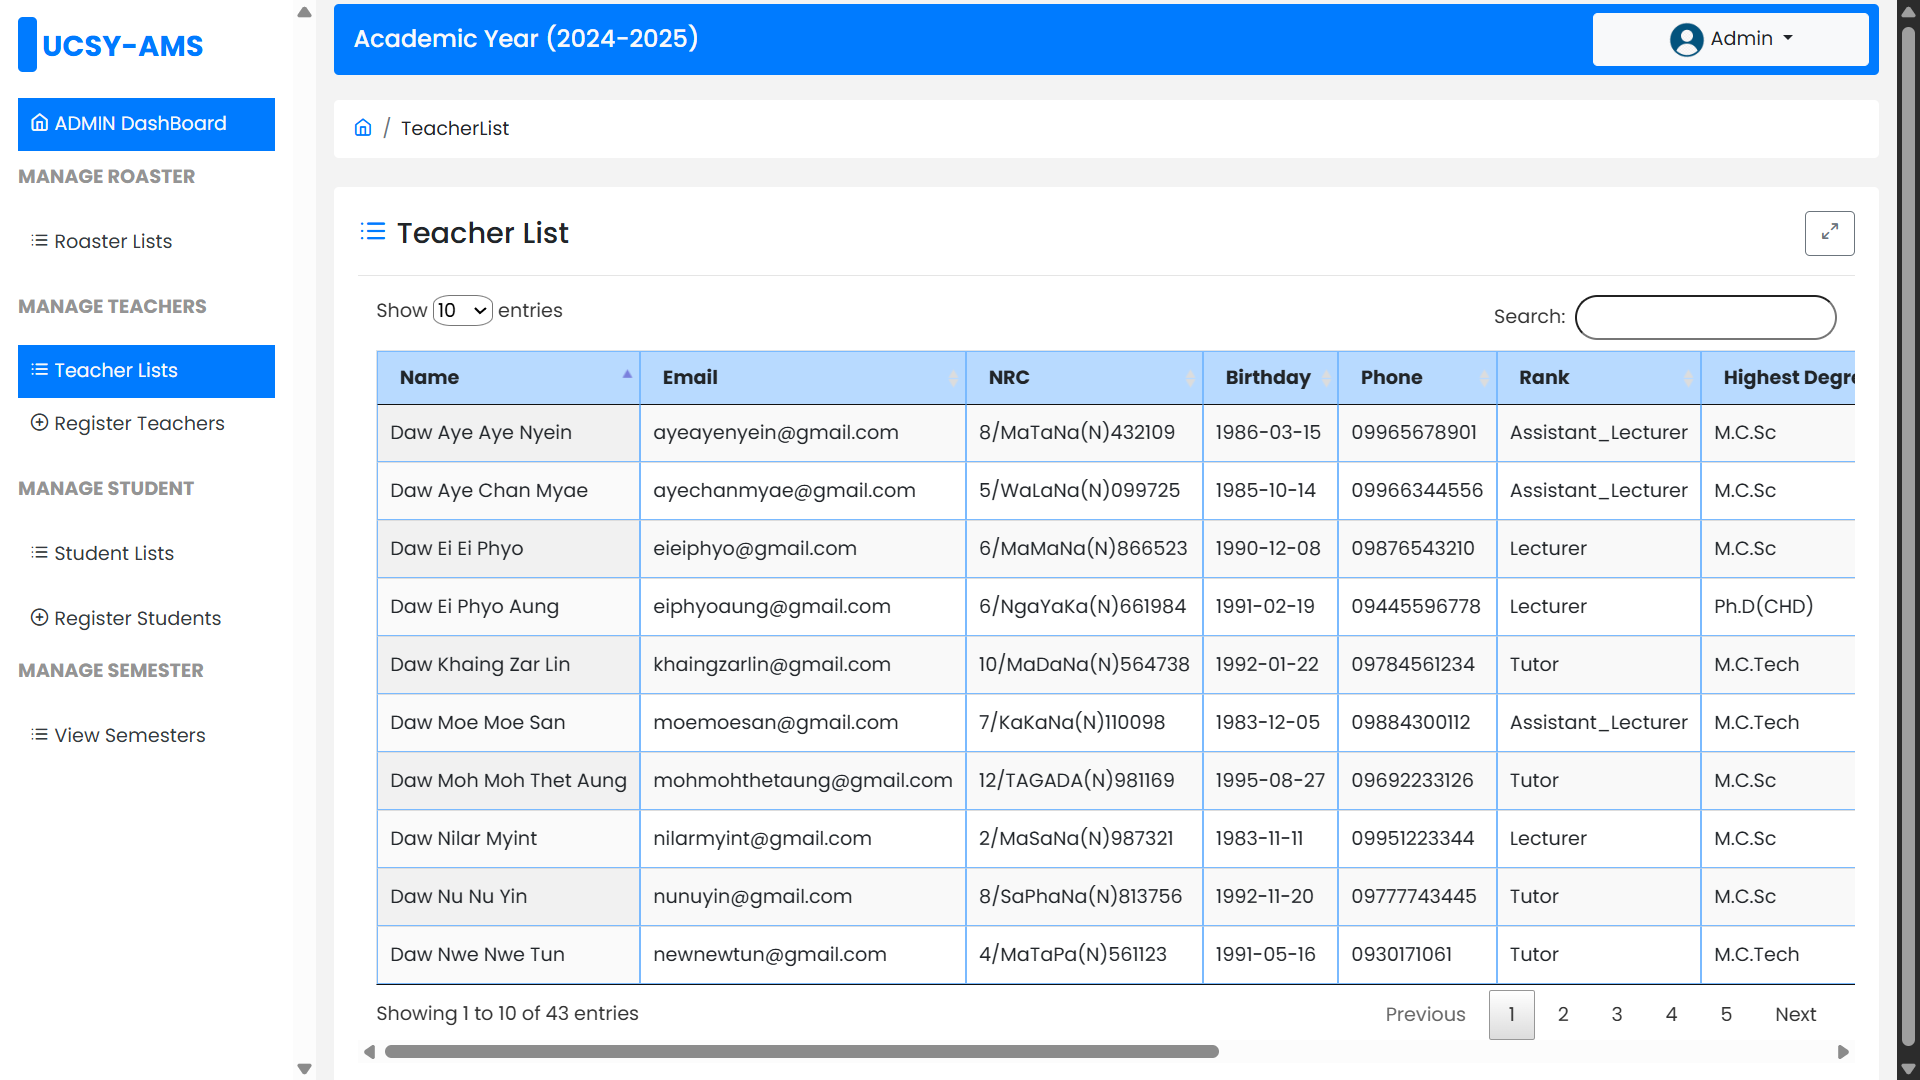 UCSY-AMS
Academic Year (2024-2025)
Admin
ADMIN DashBoard
MANAGE ROASTER
Roaster Lists
MANAGE TEACHERS
Teacher Lists
Register Teachers
MANAGE STUDENT
Student Lists
Register Students
MANAGE SEMESTER
View Semesters
/ TeacherList
Teacher List
Show 10 entries
Search:
Name Email NRC Birthday Phone Rank Highest Degre
Daw Aye Aye Nyein ayeayenyein@gmail.com 8/MaTaNa(N)432109 1986-03-15 09965678901 Assistant_Lecturer M.C.Sc
Daw Aye Chan Myae ayechanmyae@gmail.com 5/WaLaNa(N)099725 1985-10-14 09966344556 Assistant_Lecturer M.C.Sc
Daw Ei Ei Phyo eieiphyo@gmail.com 6/MaMaNa(N)866523 1990-12-08 09876543210 Lecturer M.C.Sc
Daw Ei Phyo Aung eiphyoaung@gmail.com 6/NgaYaKa(N)661984 1991-02-19 09445596778 Lecturer Ph.D(CHD)
Daw Khaing Zar Lin khaingzarlin@gmail.com 10/MaDaNa(N)564738 1992-01-22 09784561234 Tutor M.C.Tech
Daw Moe Moe San moemoesan@gmail.com 7/KaKaNa(N)110098 1983-12-05 09884300112 Assistant_Lecturer M.C.Tech
Daw Moh Moh Thet Aung mohmohthetaung@gmail.com 12/TAGADA(N)981169 1995-08-27 09692233126 Tutor M.C.Sc
Daw Nilar Myint nilarmyint@gmail.com 2/MaSaNa(N)987321 1983-11-11 09951223344 Lecturer M.C.Sc
Daw Nu Nu Yin nunuyin@gmail.com 8/SaPhaNa(N)813756 1992-11-20 09777743445 Tutor M.C.Sc
Daw Nwe Nwe Tun newnewtun@gmail.com 4/MaTaPa(N)561123 1991-05-16 0930171061 Tutor M.C.Tech
Showing 1 to 10 of 43 entries
Previous 1 2 3 4 5 Next